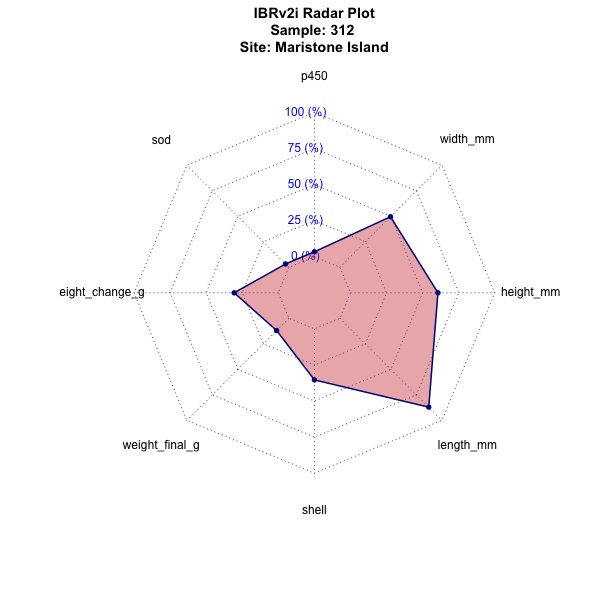 IBRv2i Radar Plot
Sample: 312
Site: Maristone Island
p450
100 (%)
sod
width_mm
75 (%)
50 (%)
25 (%)
0 (%)
eight_change_g
height_mm
weight_final_g
length_mm
shell